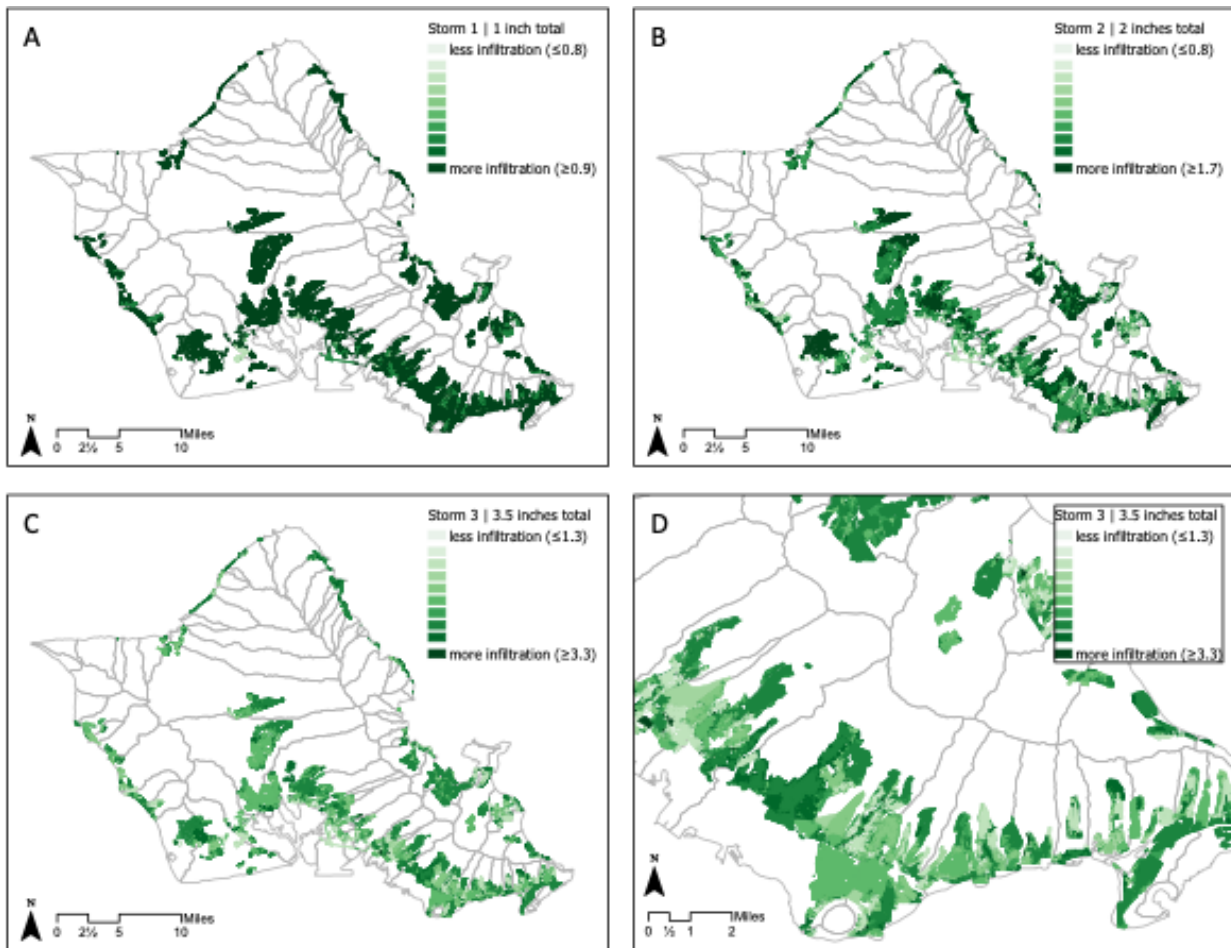 A
Storm 1 | 1 inch total
less infiltration (≤0.8)
more infiltration (≥0.9)
N
Miles
0 2½ 5 10
B
Storm 2 | 2 inches total
less infiltration (≤0.8)
more infiltration (≥1.7)
N
Miles
0 2½ 5 10
C
Storm 3 | 3.5 inches total
less infiltration (≤1.3)
more infiltration (≥3.3)
N
Miles
0 2½ 5 10
D
Storm 3 | 3.5 inches total
less infiltration (≤1.3)
more infiltration (≥3.3)
N
Miles
0 ½ 1 2